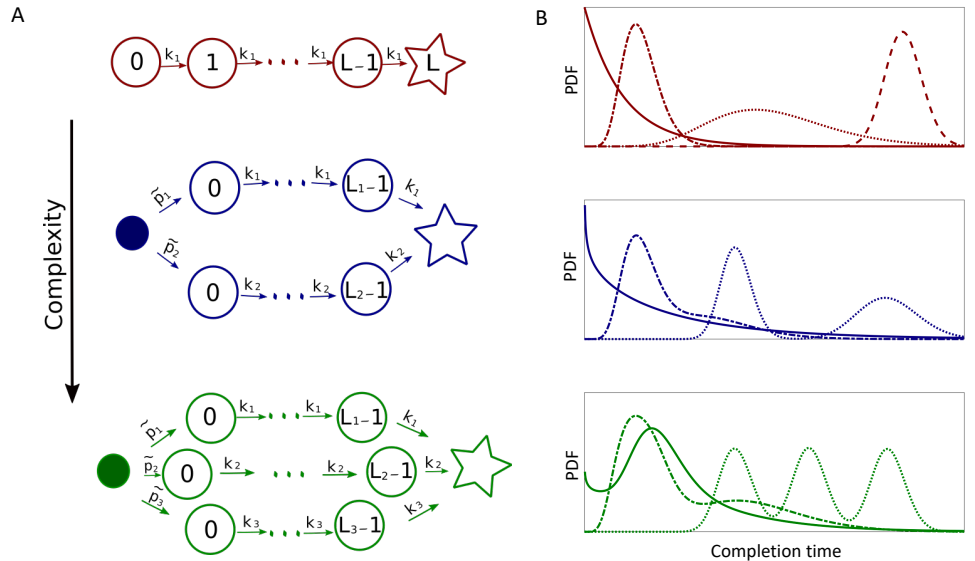 A
B
0 k₁ 1 k₁ k₁ L−1 k₁ L
PDF
Complexity
p̃₁ 0 k₁ k₁ L₁−1 k₁
p̃₂ 0 k₂ k₂ L₂−1 k₂
PDF
p̃₁ 0 k₁ k₁ L₁−1 k₁
p̃₂ 0 k₂ k₂ L₂−1 k₂
p̃₃ 0 k₃ k₃ L₃−1 k₃
PDF
Completion time